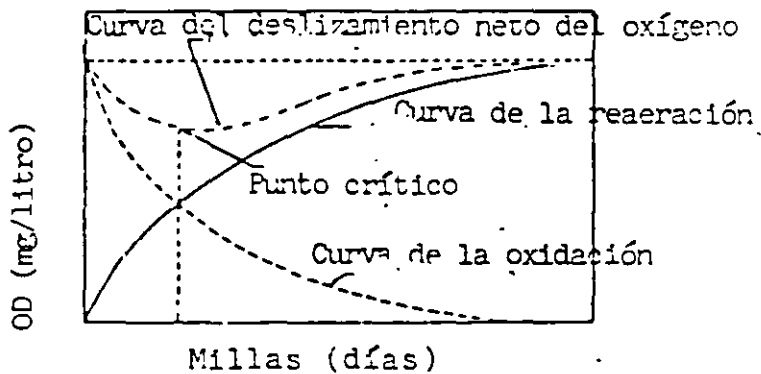 Curva del deslizamiento neto del oxígeno
Curva de la reaeración
Punto crítico
Curva de la oxidación
OD (mg/litro)
Millas (días)